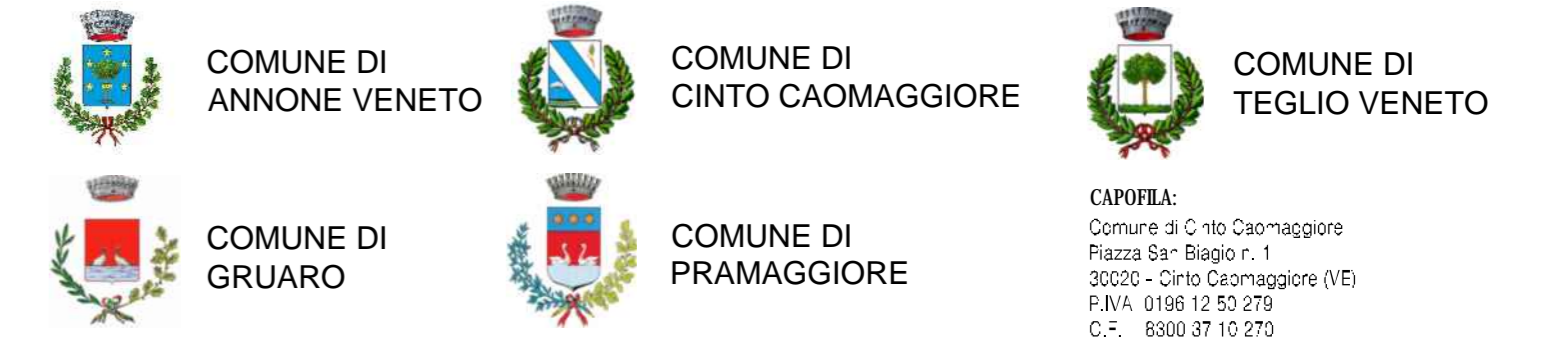 COMUNE DI
ANNONE VENETO
COMUNE DI
CINTO CAOMAGGIORE
COMUNE DI
TEGLIO VENETO
COMUNE DI
GRUARO
COMUNE DI
PRAMAGGIORE
CAPOFILA:
Comune di Cinto Caomaggiore
Piazza San Biagio n. 1
30020 - Cinto Caomaggiore (VE)
P.IVA 0196 12 50 279
C.F. 8300 37 10 270